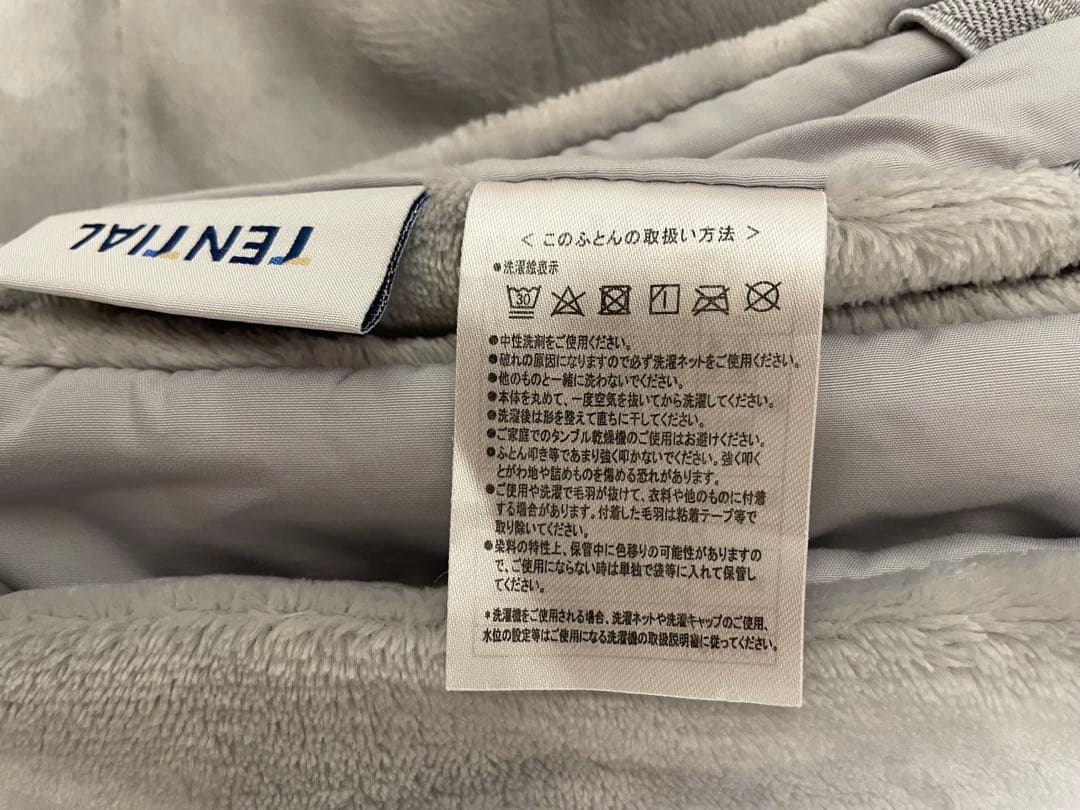 TENTIAL
< このふとんの取扱い方法 >
●洗濯絵表示
30
●中性洗剤をご使用ください。
●破れの原因になりますので必ず洗濯ネットをご使用ください。
●他のものと一緒に洗わないでください。
●本体を丸めて、一度空気を抜いてから洗濯してください。
●洗濯後は形を整えて直ちに干してください。
●ご家庭でのタンブル乾燥機のご使用はお避けください。
●ふとん叩き等であまり強く叩かないでください。強く叩く
とがわ地や詰めものを傷める恐れがあります。
●ご使用や洗濯で毛羽が抜けて、衣料や他のものに付着
する場合があります。付着した毛羽は粘着テープ等で
取り除いてください。
●染料の特性上、保管中に色移りの可能性がありますの
で、ご使用にならない時は単独で袋等に入れて保管し
てください。
*洗濯機をご使用される場合、洗濯ネットや洗濯キャップのご使用、
水位の設定等はご使用になる洗濯機の取扱説明書に従ってください。